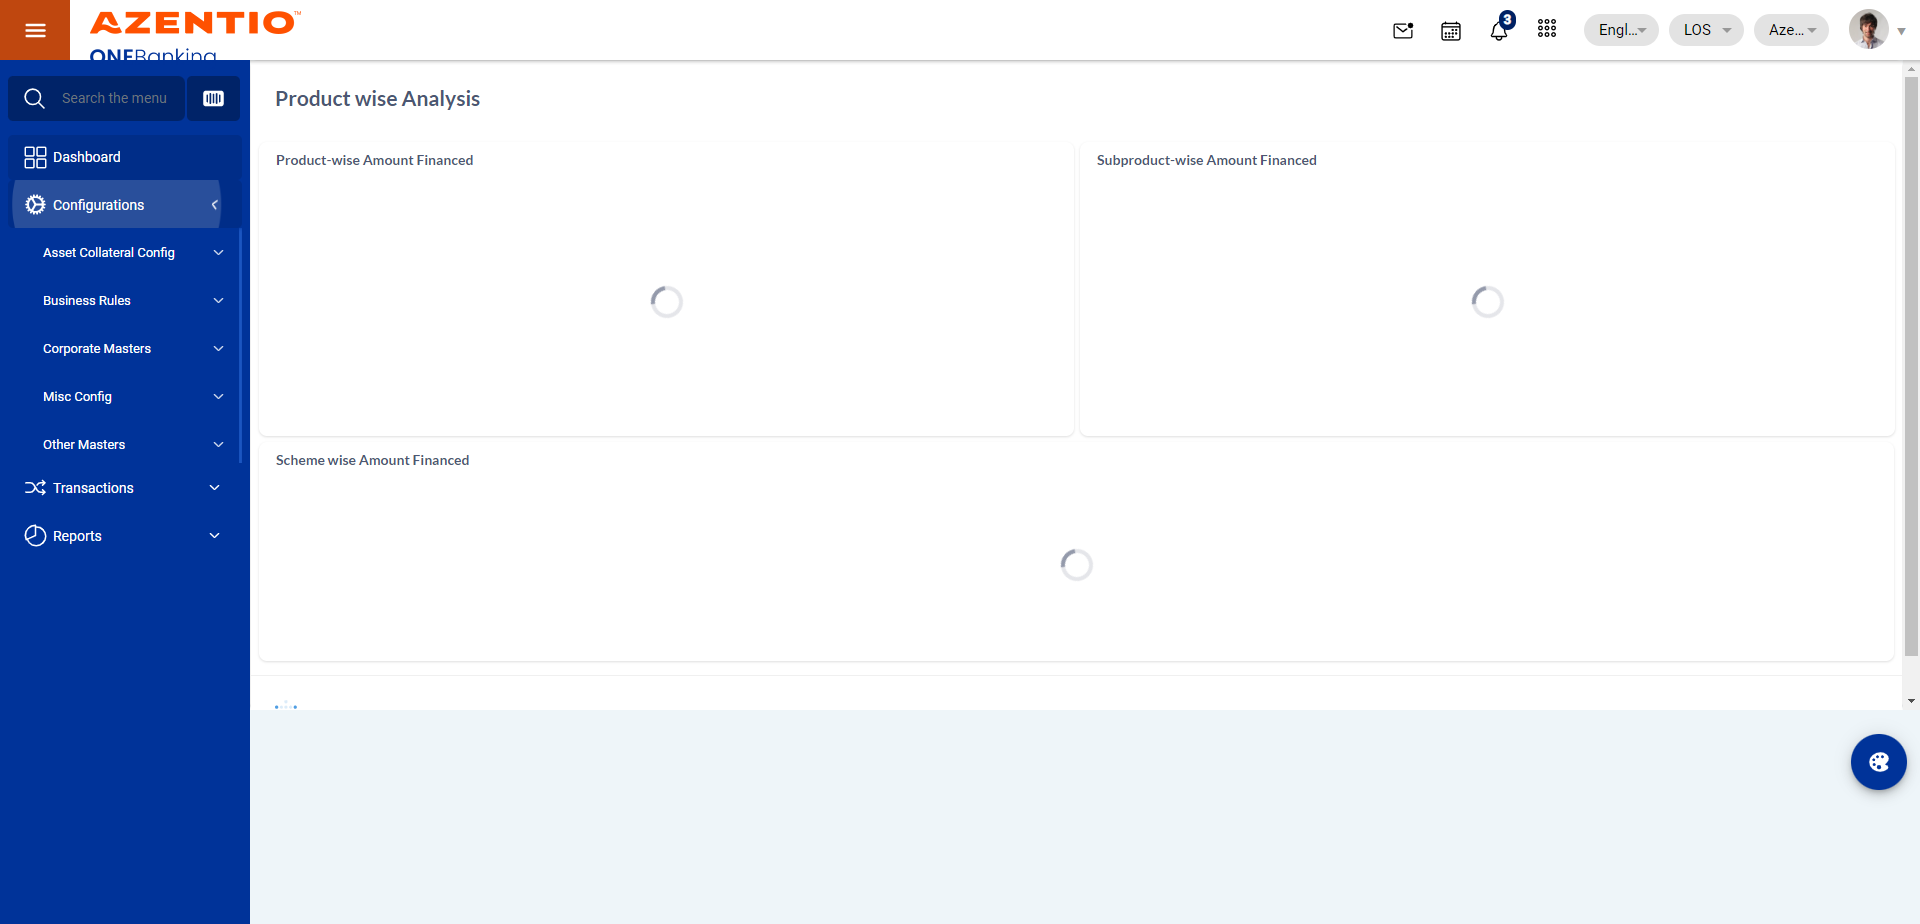 AZENTIO™
ONEBanking
3
Engl...
LOS
Aze...
Search the menu
Dashboard
Configurations
Asset Collateral Config
Business Rules
Corporate Masters
Misc Config
Other Masters
Transactions
Reports
Product wise Analysis
Product-wise Amount Financed
Subproduct-wise Amount Financed
Scheme wise Amount Financed